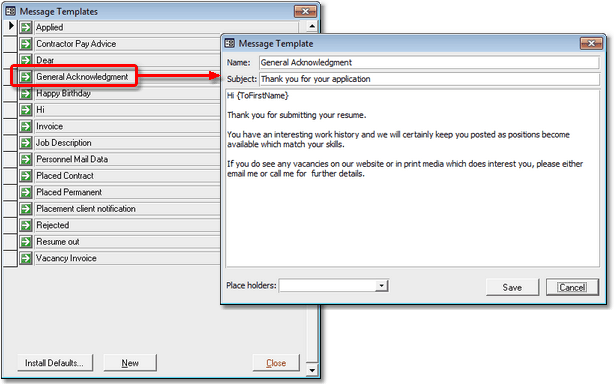 Message Templates
Applied
Contractor Pay Advice
Dear
General Acknowledgment
Happy Birthday
Hi
Invoice
Job Description
Personnel Mail Data
Placed Contract
Placed Permanent
Placement client notification
Rejected
Resume out
Vacancy Invoice
Install Defaults...
New
Close
Message Template
Name: General Acknowledgment
Subject: Thank you for your application
Hi {ToFirstName}
Thank you for submitting your resume.
You have an interesting work history and we will certainly keep you posted as positions become
available which match your skills.
If you do see any vacancies on our website or in print media which does interest you, please either
email me or call me for  further details.
Place holders:
Save
Cancel